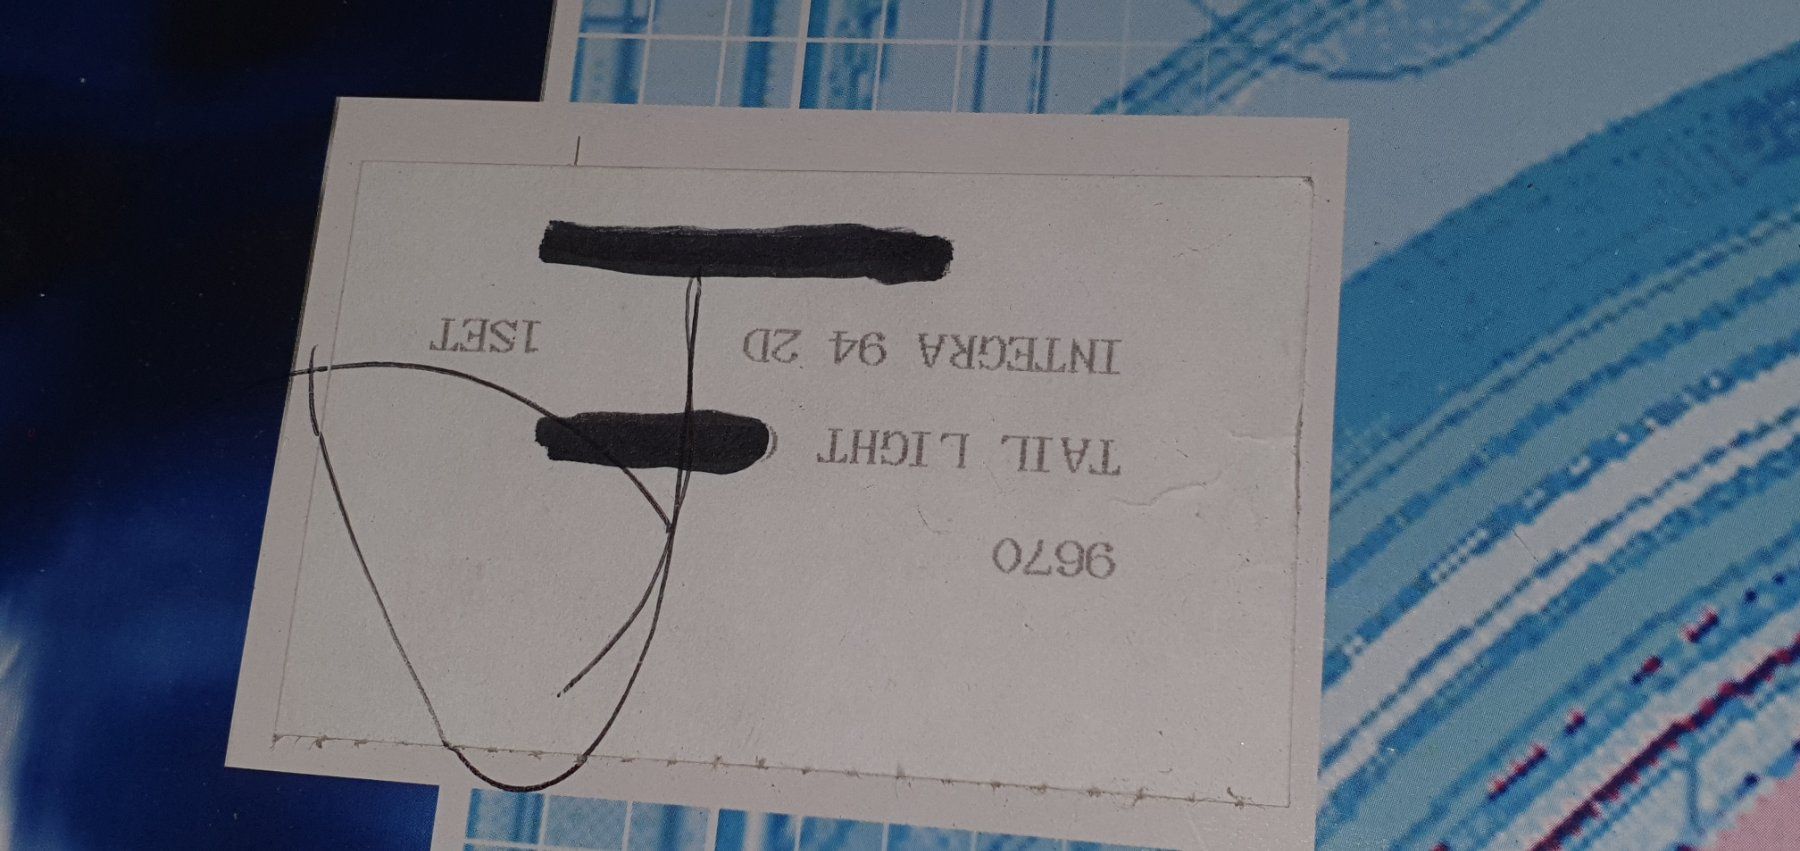 9670
TAIL LIGHT (
INTEGRA 94 2D 1SET